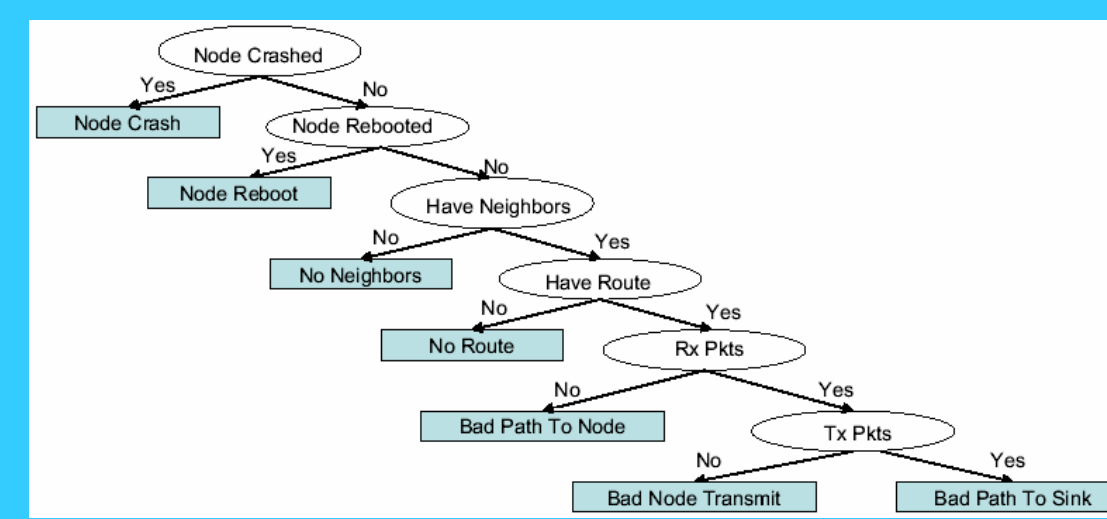 Node Crashed
Yes
No
Node Crash
Node Rebooted
Yes
No
Node Reboot
Have Neighbors
No
Yes
No Neighbors
Have Route
No
Yes
No Route
Rx Pkts
No
Yes
Bad Path To Node
Tx Pkts
No
Yes
Bad Node Transmit
Bad Path To Sink